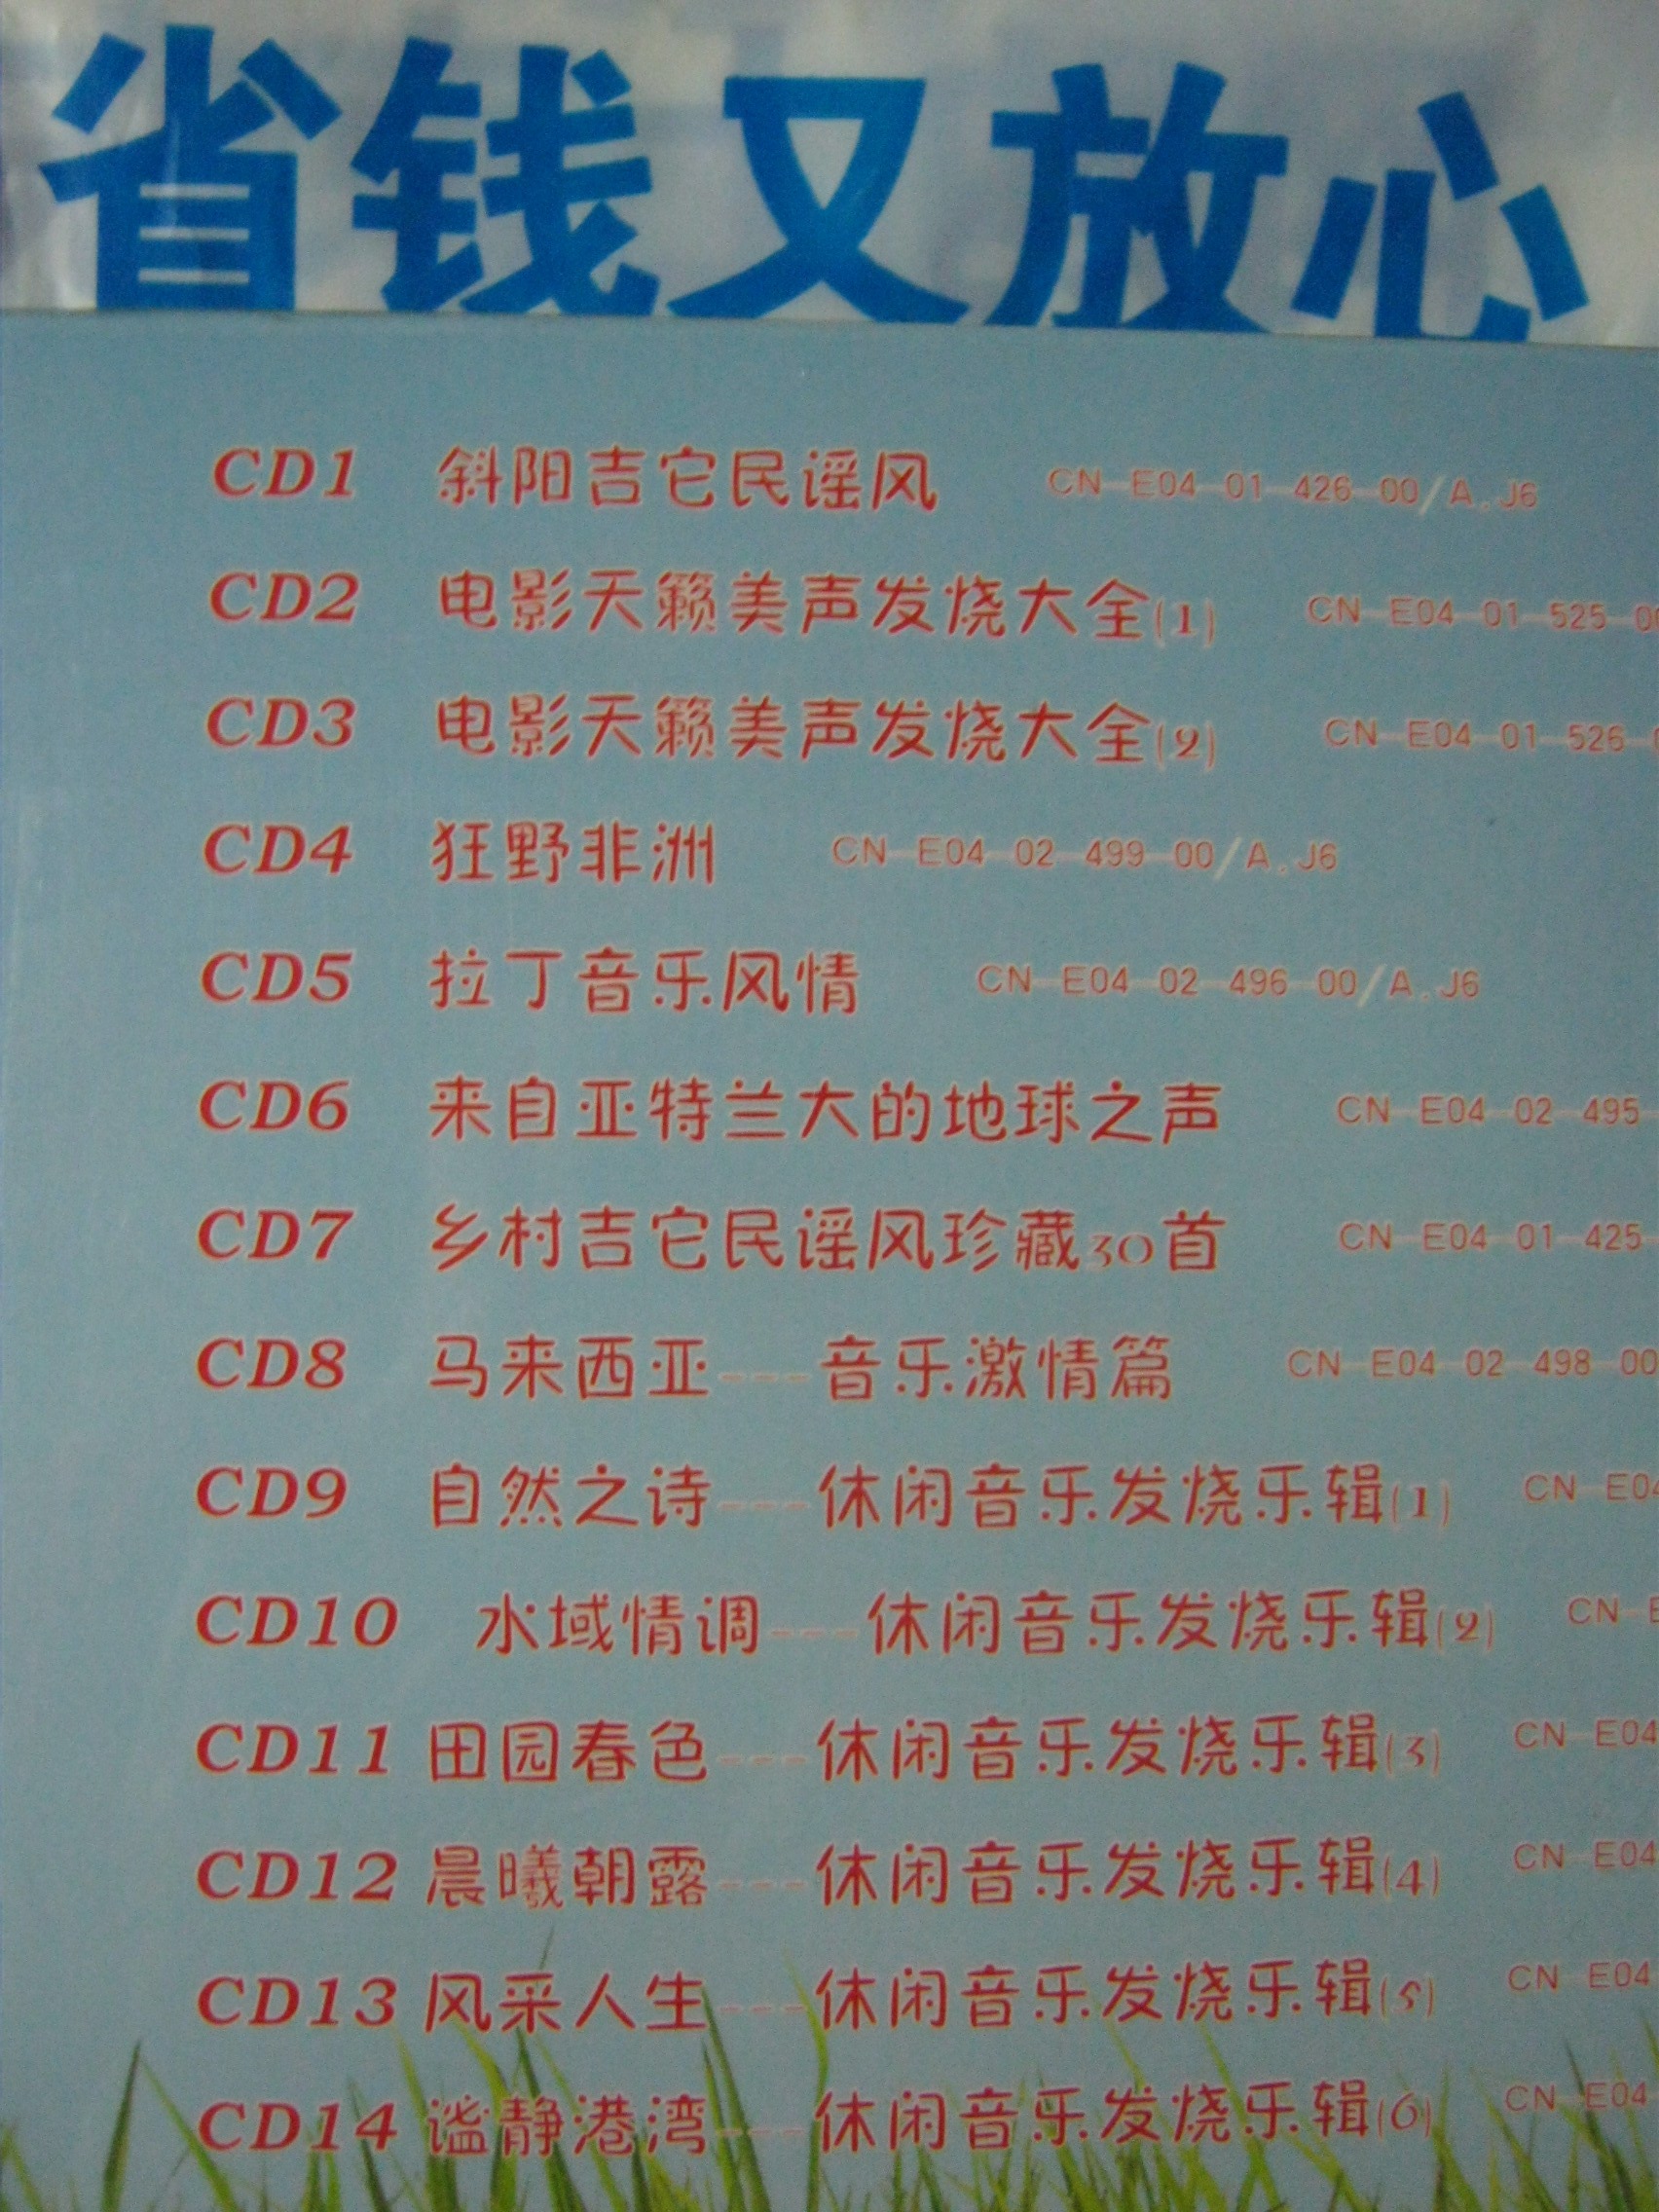 省钱又放心
CD1 斜阳吉它民谣风 CN-E04-01-426-00/A.J6
CD2 电影天籁美声发烧大全(1) CN-E04-01-525-00
CD3 电影天籁美声发烧大全(2) CN-E04-01-526-0
CD4 狂野非洲 CN-E04-02-499-00/A.J6
CD5 拉丁音乐风情 CN-E04-02-496-00/A.J6
CD6 来自亚特兰大的地球之声 CN-E04-02-495-
CD7 乡村吉它民谣风珍藏30首 CN-E04-01-425-
CD8 马来西亚---音乐激情篇 CN-E04-02-498-00
CD9 自然之诗---休闲音乐发烧乐辑(1) CN-E04
CD10 水域情调---休闲音乐发烧乐辑(2) CN-E
CD11 田园春色---休闲音乐发烧乐辑(3) CN-E04
CD12 晨曦朝露---休闲音乐发烧乐辑(4) CN-E04
CD13 风采人生---休闲音乐发烧乐辑(5) CN-E04
CD14 谧静港湾---休闲音乐发烧乐辑(6) CN-E04-